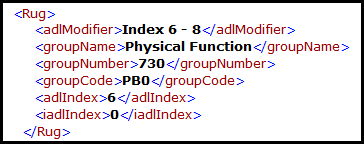 <Rug>
<adlModifier>Index 6 - 8</adlModifier>
<groupName>Physical Function</groupName>
<groupNumber>730</groupNumber>
<groupCode>PB0</groupCode>
<adlIndex>6</adlIndex>
<iadlIndex>0</iadlIndex>
</Rug>